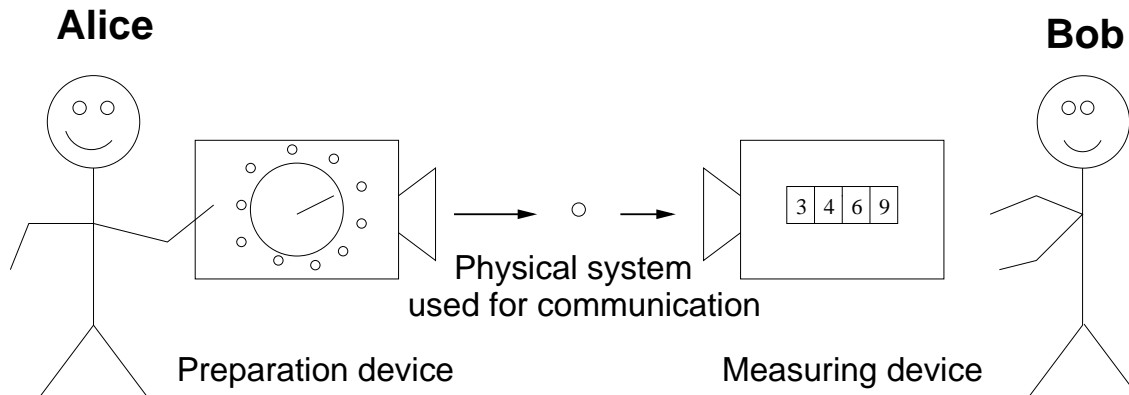 Alice
Bob
3 4 6 9
Physical system
used for communication
Preparation device
Measuring device